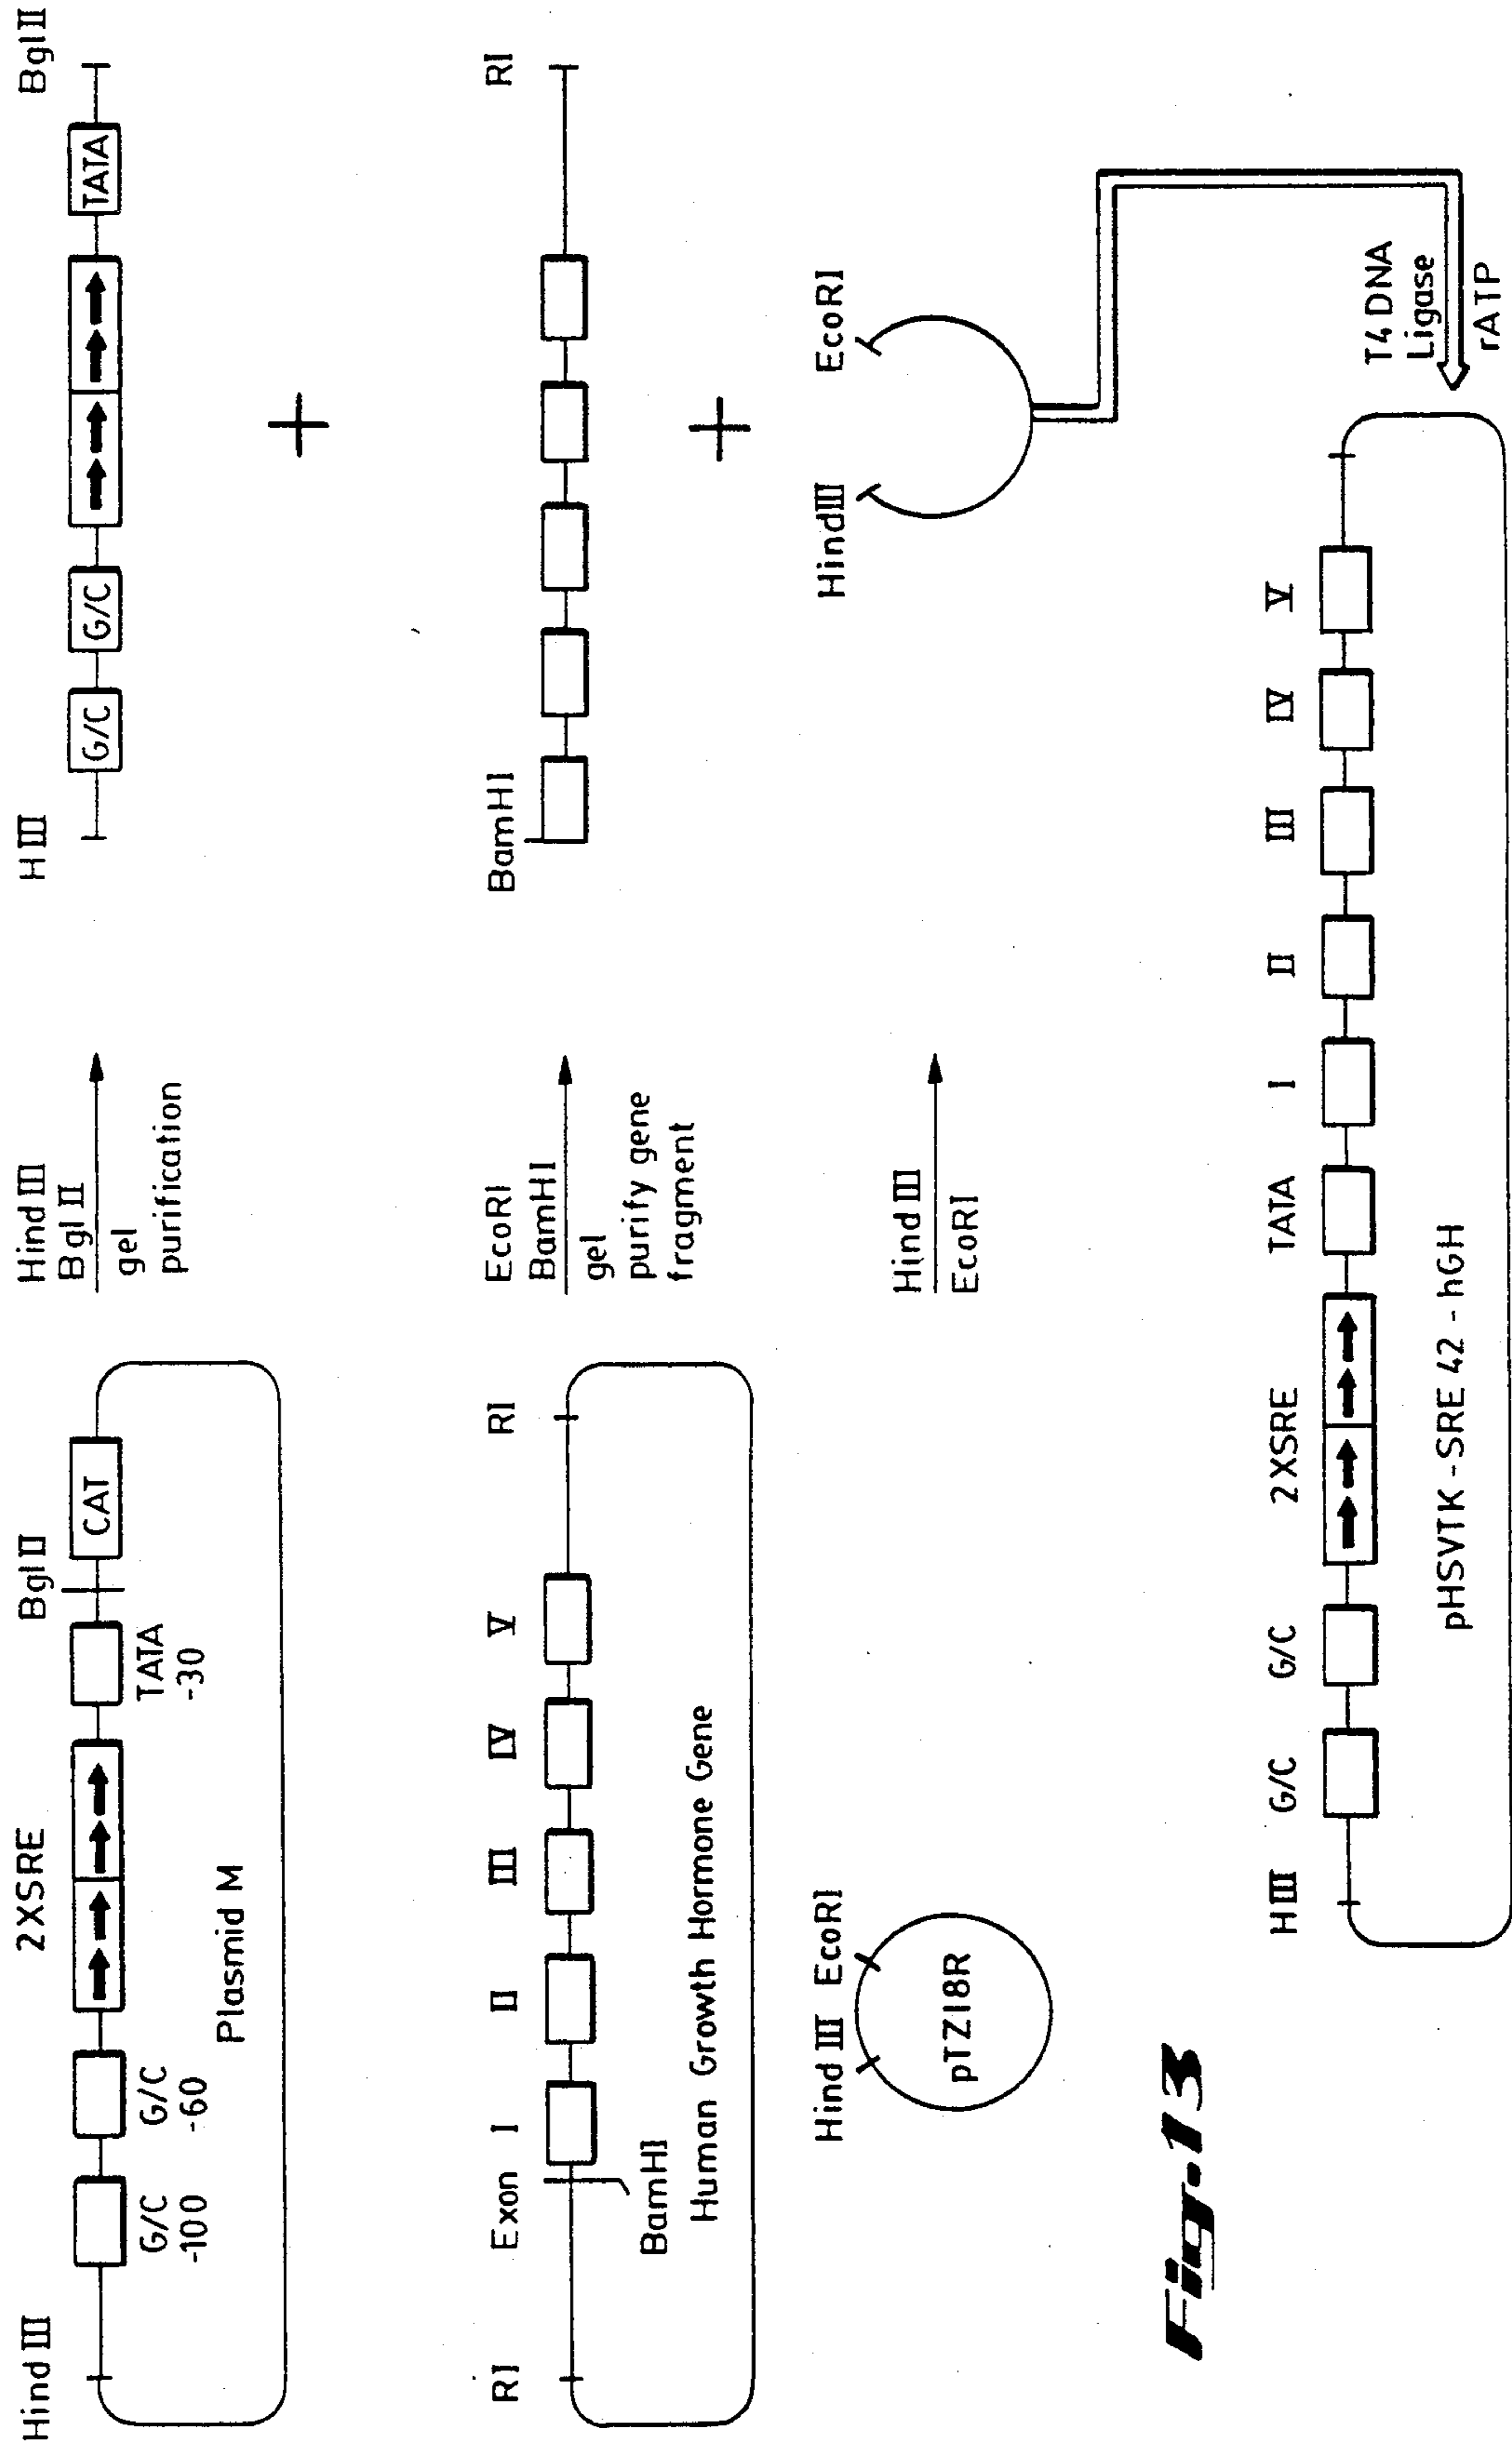 Hind III
2XSRE
Bgl II
CAT
G/C
-100
G/C
-60
TATA
-30
Plasmid M
Hind III
Bgl II
gel
purification
H III
Bgl II
G/C
G/C
TATA
+
RI
Exon
I
II
III
IV
V
RI
BamHI
Human Growth Hormone Gene
EcoRI
BamHI
gel
purify gene
fragment
BamHI
RI
+
Hind III
EcoRI
pTZ18R
Hind III
EcoRI
Hind III
EcoRI
T4 DNA
Ligase
rATP
H III
G/C
G/C
2XSRE
TATA
I
II
III
IV
V
pHSVTK - SRE 42 - hGH
Fig-13